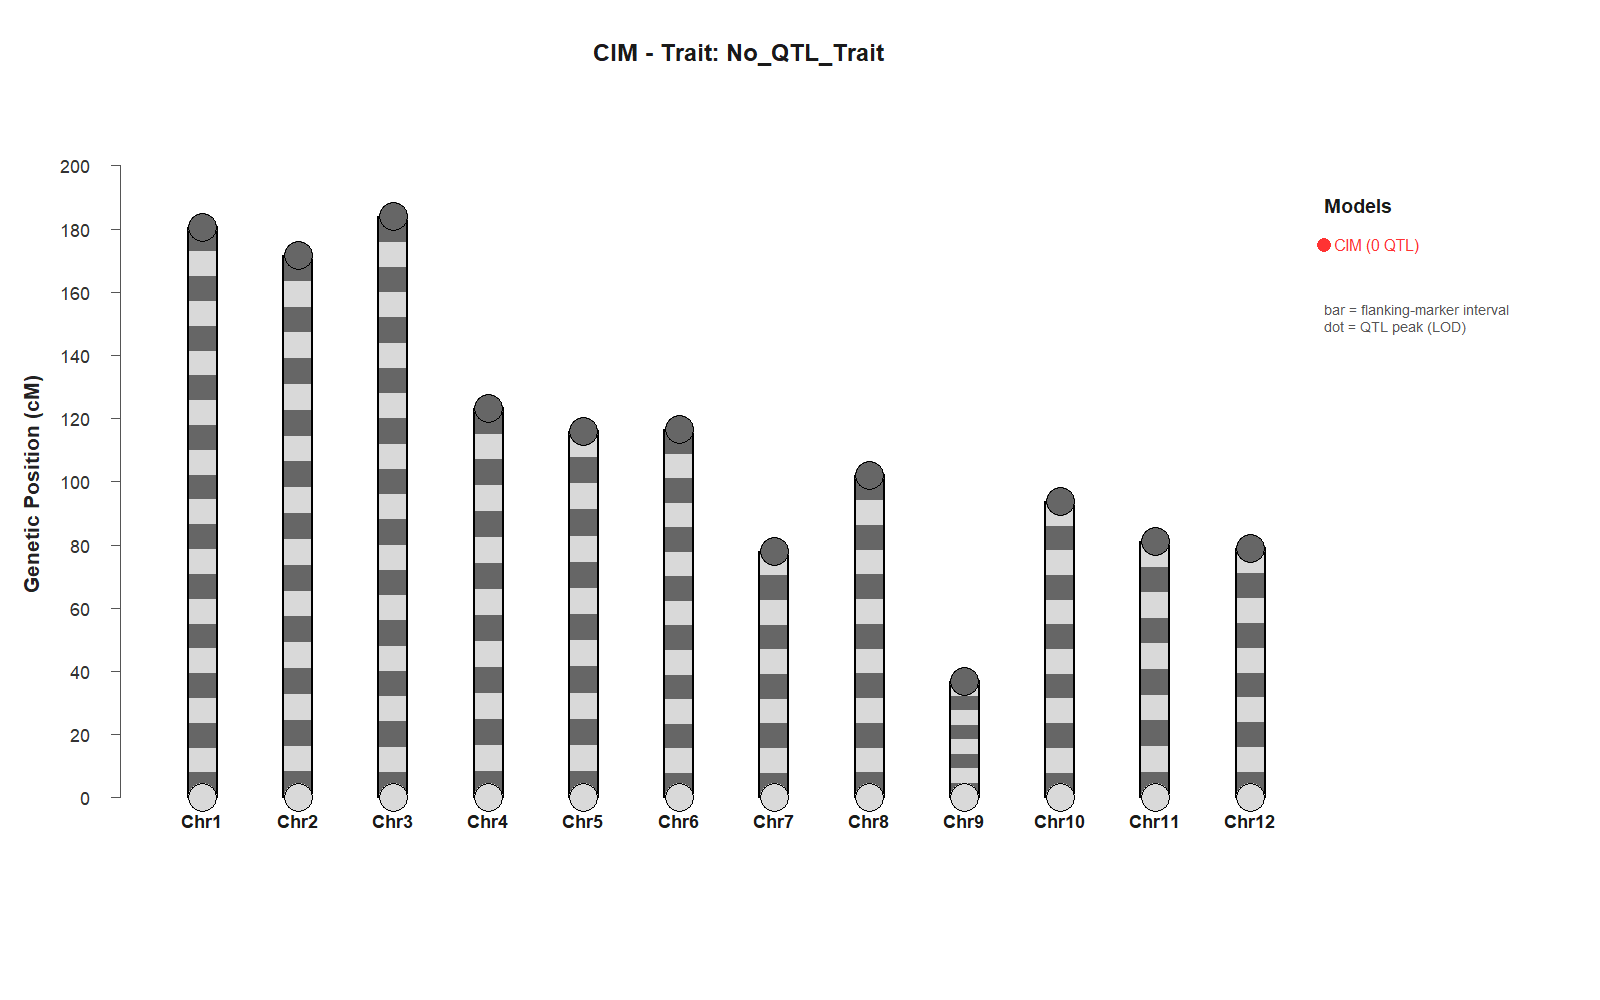 CIM - Trait: No_QTL_Trait
200
180
160
140
120
100
80
60
40
20
0
Genetic Position (cM)
Chr1 Chr2 Chr3 Chr4 Chr5 Chr6 Chr7 Chr8 Chr9 Chr10 Chr11 Chr12
Models
CIM (0 QTL)
bar = flanking-marker interval
dot = QTL peak (LOD)